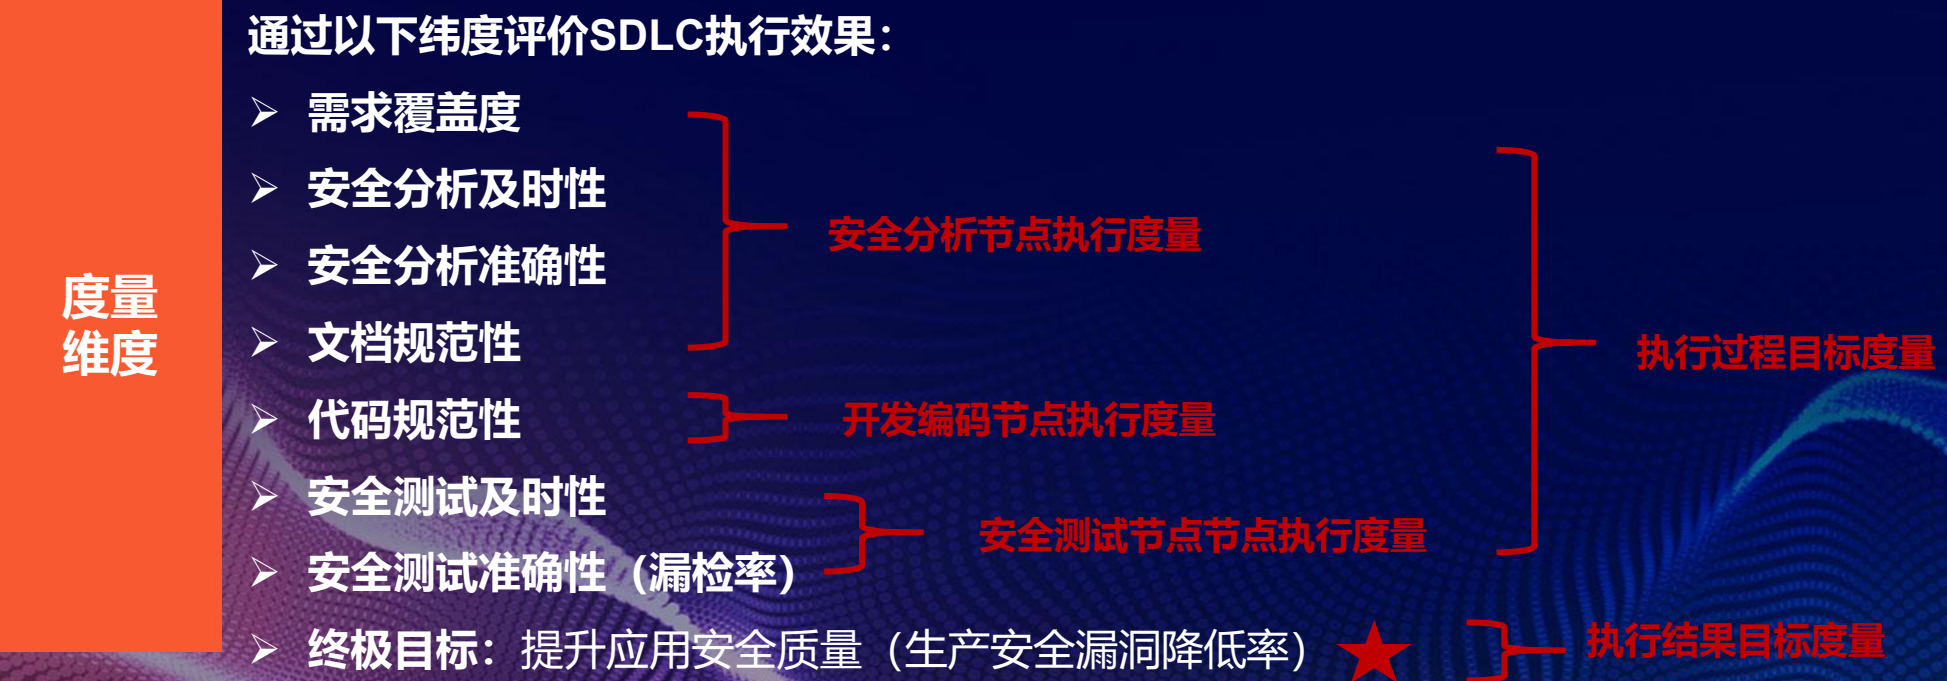 度量
维度
通过以下纬度评价SDLC执行效果：
需求覆盖度
安全分析及时性
安全分析准确性
文档规范性
安全分析节点执行度量
代码规范性
开发编码节点执行度量
安全测试及时性
安全测试准确性（漏检率）
安全测试节点节点执行度量
执行过程目标度量
终极目标：提升应用安全质量（生产安全漏洞降低率）
执行结果目标度量